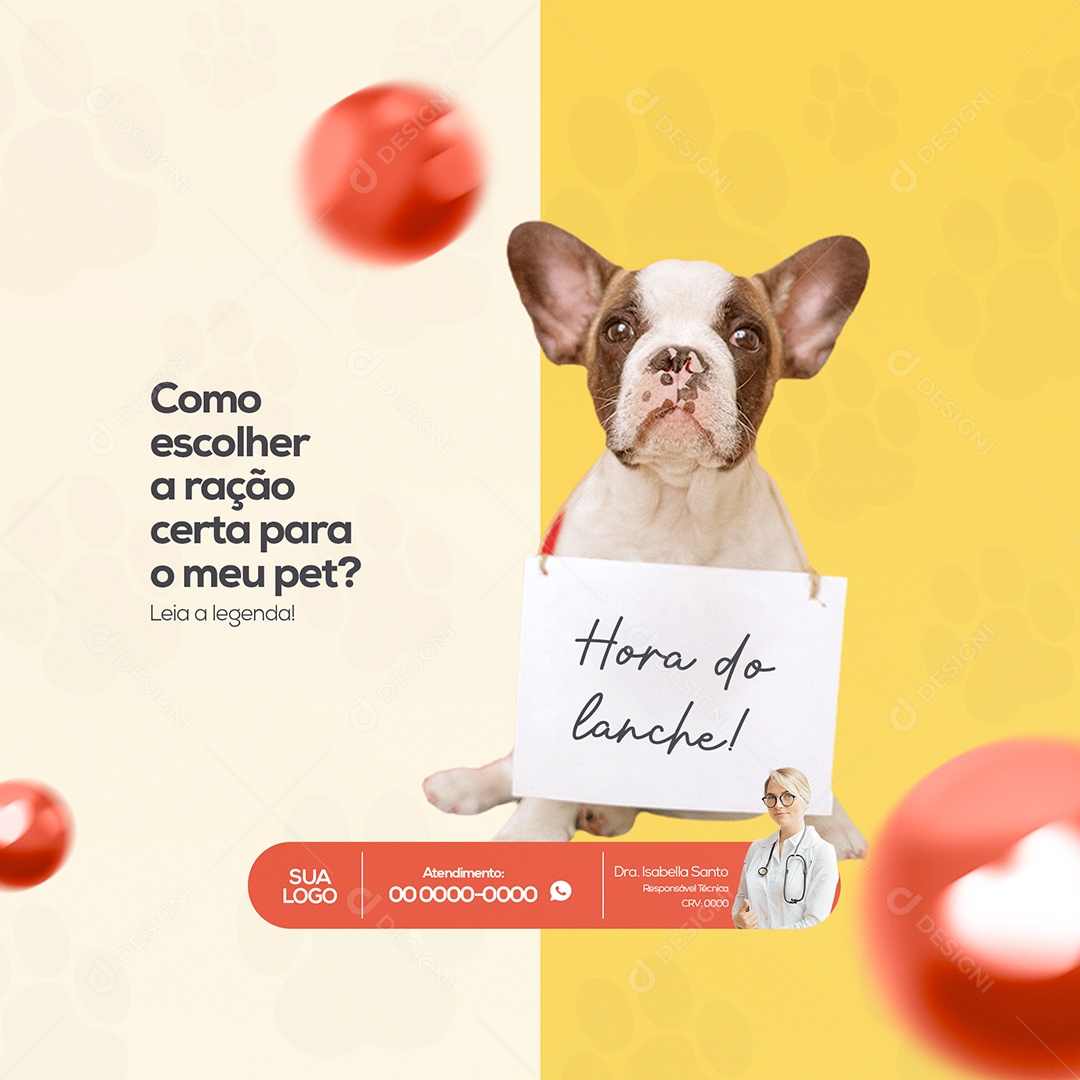 Como
escolher
a ração
certa para
o meu pet?
Leia a legenda!
Hora do
lanche!
SUA
LOGO
Atendimento:
00 0000-0000
Dra. Isabella Santo
Responsável Técnica
CRV: 0000
DESIGNI